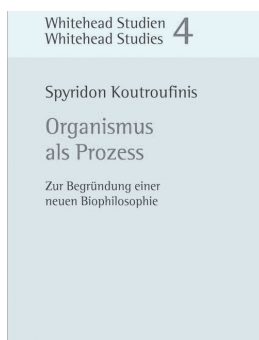 Whitehead Studien
Whitehead Studies 4
Spyridon Koutroufinis
Organismus
als Prozess
Zur Begründung einer
neuen Biophilosophie